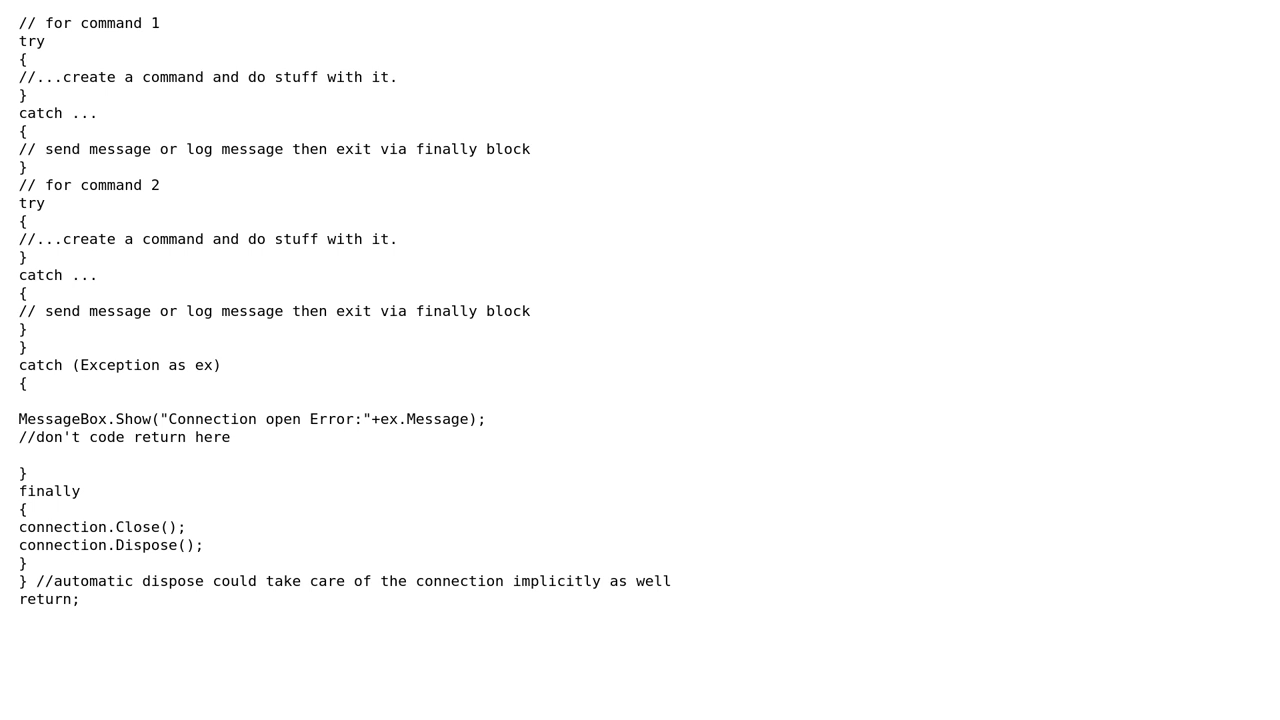 // for command 1
try
{
//...create a command and do stuff with it.
}
catch ...
{
// send message or log message then exit via finally block
}
// for command 2
try
{
//...create a command and do stuff with it.
}
catch ...
{
// send message or log message then exit via finally block
}
}
catch (Exception as ex)
{
MessageBox.Show("Connection open Error:"+ex.Message);
//don't code return here
}
finally
{
connection.Close();
connection.Dispose();
}
} //automatic dispose could take care of the connection implicitly as well
return;